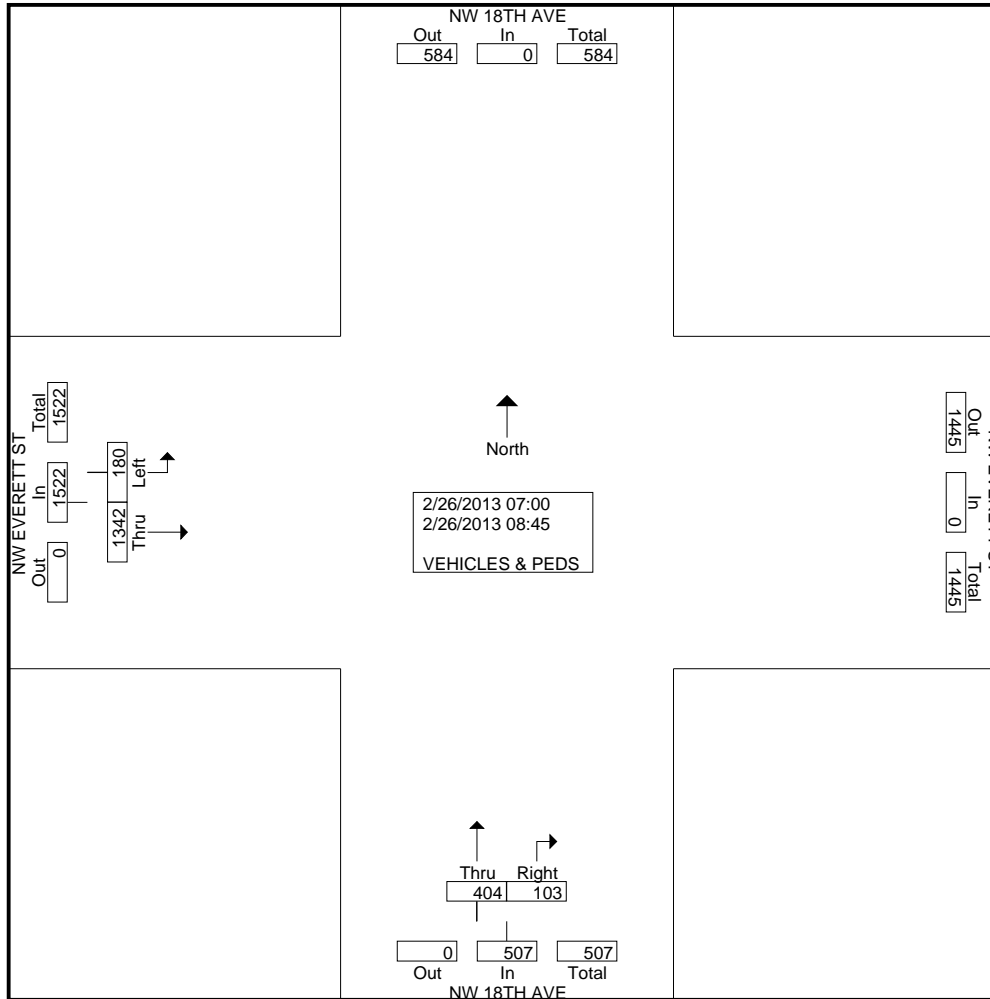 NW 18TH AVE
Out In Total
584 0 584
NW EVERETT ST
Total In Out
1522 1522 0
Left Thru
180 1342
North
2/26/2013 07:00
2/26/2013 08:45
VEHICLES & PEDS
Out In Total
1445 0 1445
Thru Right
404 103
0 507 507
Out In Total
NW 18TH AVE